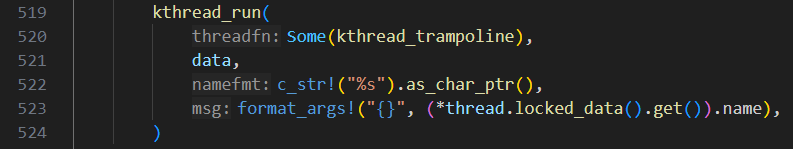 519 kthread_run(
520 threadfn: Some(kthread_trampoline),
521 data,
522 namefmt: c_str!("%s").as_char_ptr(),
523 msg: format_args!("{}", (*thread.locked_data().get()).name),
524 )